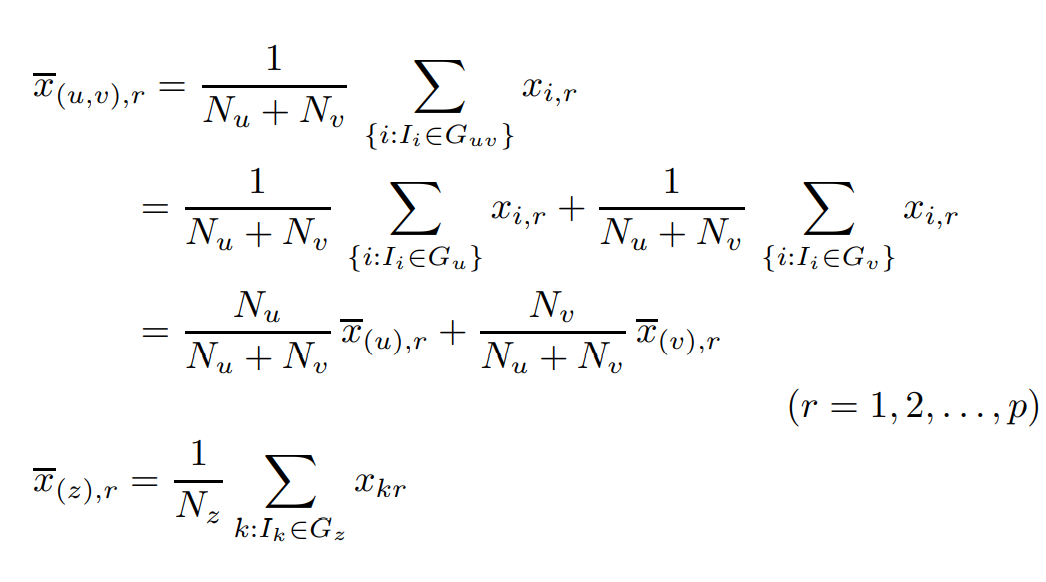 \overline{x}_{(u,v),r} = \frac{1}{N_u + N_v} \sum_{\{i:I_i \in G_{uv}\}} x_{i,r}
= \frac{1}{N_u + N_v} \sum_{\{i:I_i \in G_u\}} x_{i,r} + \frac{1}{N_u + N_v} \sum_{\{i:I_i \in G_v\}} x_{i,r}
= \frac{N_u}{N_u + N_v} \overline{x}_{(u),r} + \frac{N_v}{N_u + N_v} \overline{x}_{(v),r}
(r = 1, 2, \ldots, p)
\overline{x}_{(z),r} = \frac{1}{N_z} \sum_{k:I_k \in G_z} x_{kr}